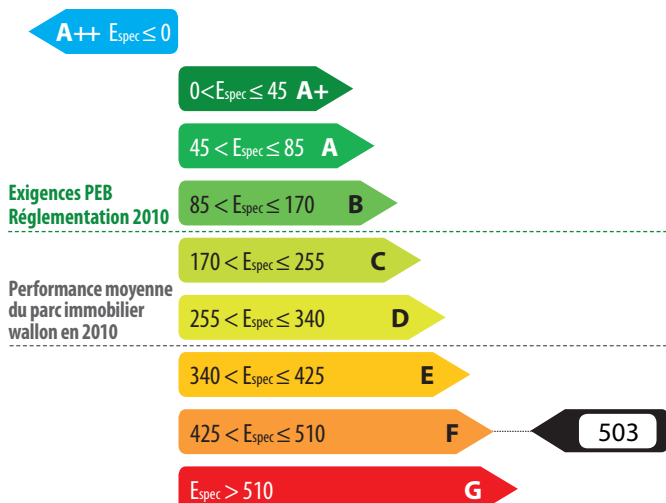 A++ Espec ≤ 0
0<Espec ≤ 45 A+
45 < Espec ≤ 85 A
Exigences PEB
Réglementation 2010
85 < Espec ≤ 170 B
170 < Espec ≤ 255 C
Performance moyenne
du parc immobilier
wallon en 2010
255 < Espec ≤ 340 D
340 < Espec ≤ 425 E
425 < Espec ≤ 510 F
503
Espec > 510 G